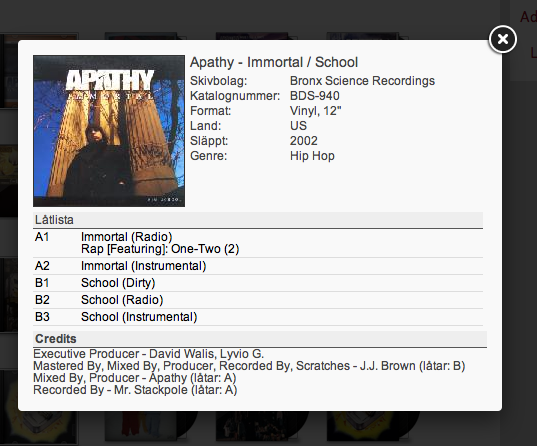 Ad
L
Apathy - Immortal / School
APATHY
IMMORTAL
Skivbolag: Bronx Science Recordings
Katalognummer: BDS-940
Format: Vinyl, 12"
Land: US
Släppt: 2002
Genre: Hip Hop
Låtlista
A1 Immortal (Radio)
Rap [Featuring]: One-Two (2)
A2 Immortal (Instrumental)
B1 School (Dirty)
B2 School (Radio)
B3 School (Instrumental)
Credits
Executive Producer - David Walis, Lyvio G.
Mastered By, Mixed By, Producer, Recorded By, Scratches - J.J. Brown (låtar: B)
Mixed By, Producer - Apathy (låtar: A)
Recorded By - Mr. Stackpole (låtar: A)